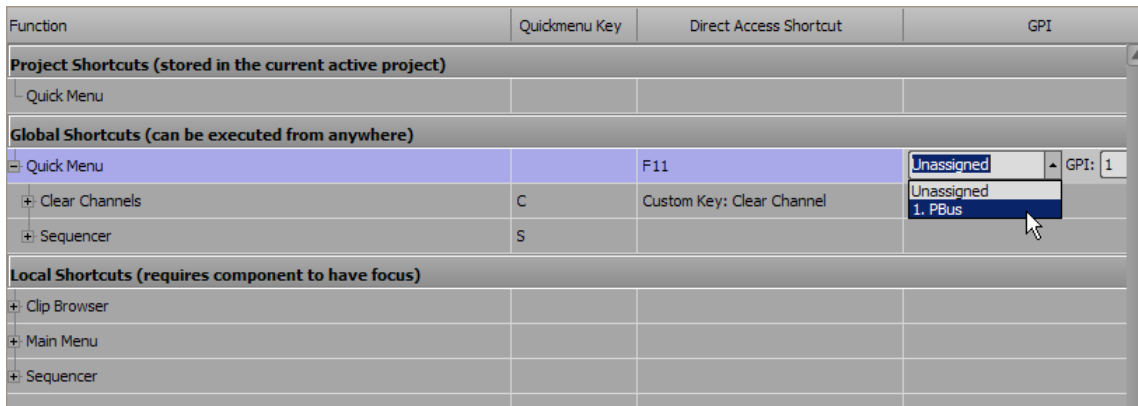 Function Quickmenu Key Direct Access Shortcut GPI
Project Shortcuts (stored in the current active project)
Quick Menu
Global Shortcuts (can be executed from anywhere)
Quick Menu F11 Unassigned GPI: 1
Unassigned
Clear Channels C Custom Key: Clear Channel
1. PBus
Sequencer S
Local Shortcuts (requires component to have focus)
Clip Browser
Main Menu
Sequencer